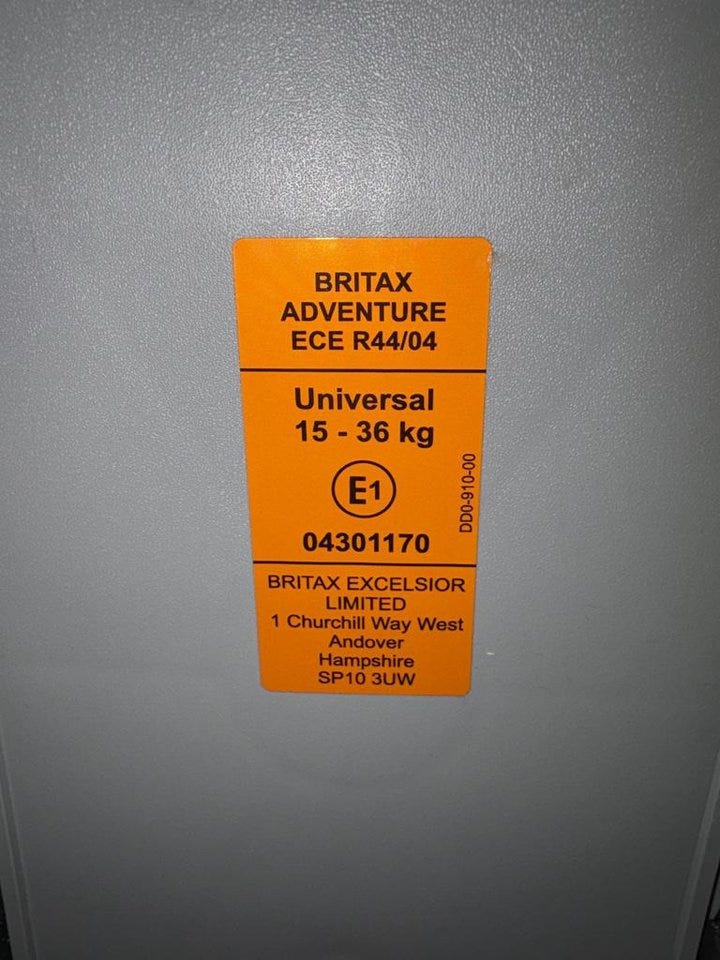 BRITAX
ADVENTURE
ECE R44/04
Universal
15 - 36 kg
E1
04301170
DD0-910-00
BRITAX EXCELSIOR
LIMITED
1 Churchill Way West
Andover
Hampshire
SP10 3UW